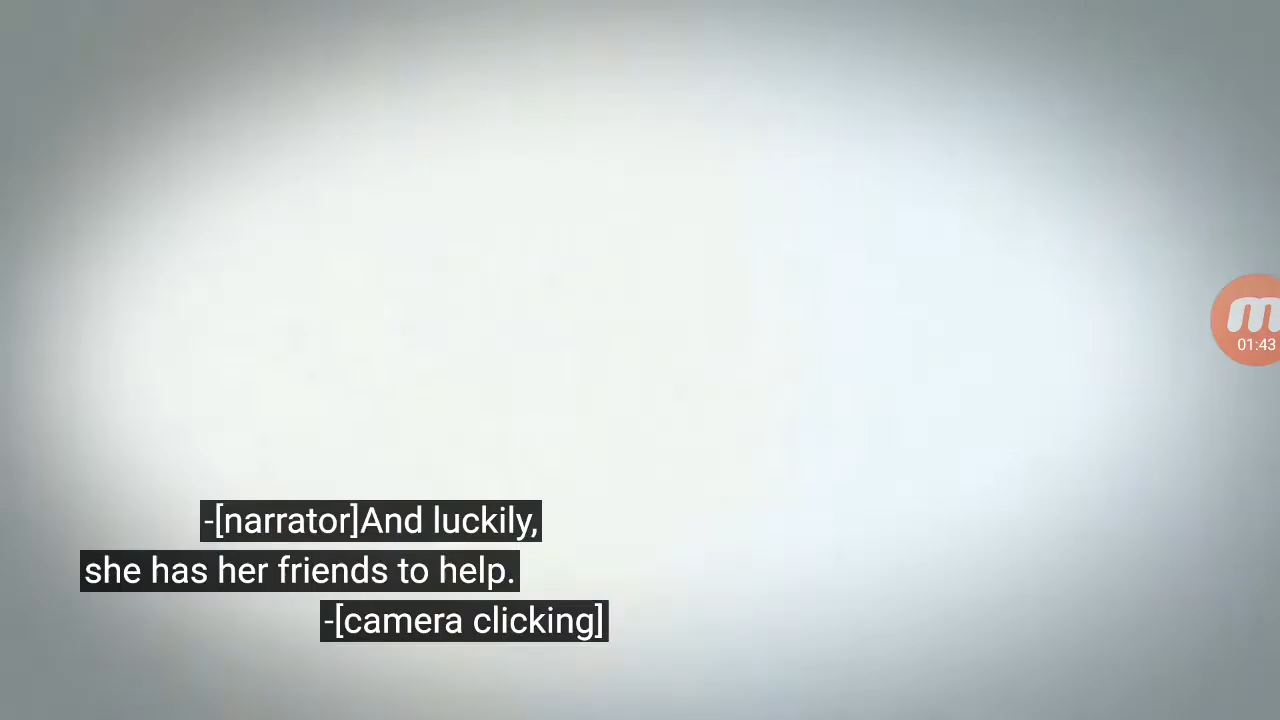 -[narrator]And luckily,
she has her friends to help.
-[camera clicking]
m
01:43